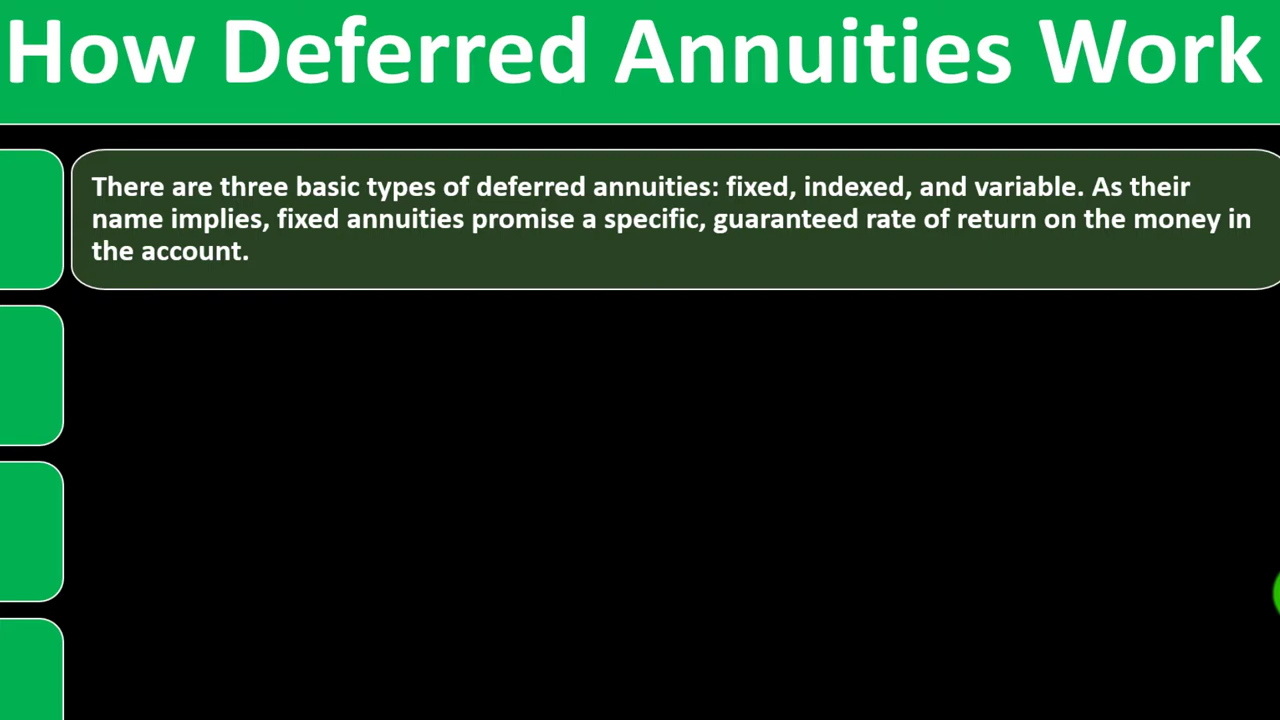 How Deferred Annuities Work
There are three basic types of deferred annuities: fixed, indexed, and variable. As their
name implies, fixed annuities promise a specific, guaranteed rate of return on the money in
the account.